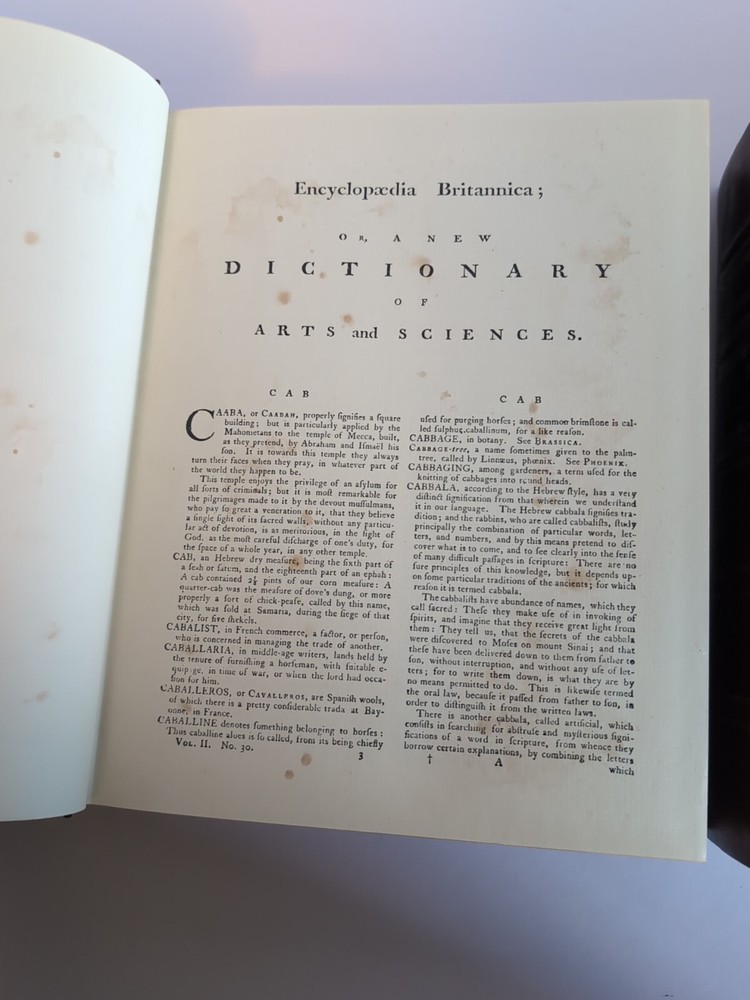 Encyclopædia Britannica;
OR, A NEW
DICTIONARY
OF
ARTS and SCIENCES.
CAB
CAABA, or CAABAH, properly ſignifies a ſquare
building; but is particularly applied by the
Mahometans to the temple of Mecca, built,
as they pretend, by Abraham and Iſmaël his
ſon. It is towards this temple they always
turn their faces when they pray, in whatever part of
the world they happen to be.
This temple enjoys the privilege of an aſylum for
all ſorts of criminals; but it is moſt remarkable for
the pilgrimages made to it by the devout muſſulmans,
who pay ſo great a veneration to it, that they believe
a ſingle ſight of its ſacred walls, without any particu-
lar act of devotion, is as meritorious, in the ſight of
God, as the moſt careful diſcharge of one's duty, for
the ſpace of a whole year, in any other temple.
CAB, an Hebrew dry meaſure, being the ſixth part of
a ſeah or ſatum, and the eighteenth part of an ephah:
A cab contained 2⅚ pints of our corn meaſure: A
quarter-cab was the meaſure of dove's dung, or more
properly a ſort of chick-peaſe, called by this name,
which was ſold at Samaria, during the ſiege of that
city, for five ſhekels.
CABALIST, in French commerce, a factor, or perſon,
who is concerned in managing the trade of another.
CABALLARIA, in middle-age writers, lands held by
the tenure of furniſhing a horſeman, with ſuitable e-
quipage, in time of war, or when the lord had occa-
ſion for him.
CABALLEROS, or CAVALLEROS, are Spaniſh wools,
of which there is a pretty conſiderable trada at Bay-
onne, in France.
CABALLINE denotes ſomething belonging to horſes:
Thus caballine aloes is ſo called, from its being chiefly
VOL. II. No. 30.
3
CAB
uſed for purging horſes; and common brimſtone is cal-
led ſulphur caballinum, for a like reaſon.
CABBAGE, in botany. See BRASSICA.
CABBAGE-tree, a name ſometimes given to the palm-
tree, called by Linnæus, phœnix. See PHOENIX.
CABBAGING, among gardeners, a term uſed for the
knitting of cabbages into round heads.
CABBALA, according to the Hebrew ſtyle, has a very
diſtinct ſignification from that wherein we underſtand
it in our language. The Hebrew cabbala ſignifies tra-
dition; and the rabbins, who are called cabbaliſts, ſtudy
principally the combination of particular words, let-
ters, and numbers, and by this means pretend to diſ-
cover what is to come, and to ſee clearly into the ſenſe
of many difficult paſſages in ſcripture: There are no
ſure principles of this knowledge, but it depends up-
on ſome particular traditions of the ancients; for which
reaſon it is termed cabbala.
The cabbaliſts have abundance of names, which they
call ſacred: Theſe they make uſe of in invoking of
ſpirits, and imagine that they receive great light from
them: They tell us, that the ſecrets of the cabbala
were diſcovered to Moſes on mount Sinai; and that
theſe have been delivered down to them from father to
ſon, without interruption, and without any uſe of let-
ters; for to write them down, is what they are by
no means permitted to do. This is likewiſe termed
the oral law, becauſe it paſſed from father to ſon, in
order to diſtinguiſh it from the written laws.
There is another cabbala, called artificial, which
conſiſts in ſearching for abſtruſe and myſterious ſigni-
fications of a word in ſcripture, from whence they
borrow certain explanations, by combining the letters
† A
which